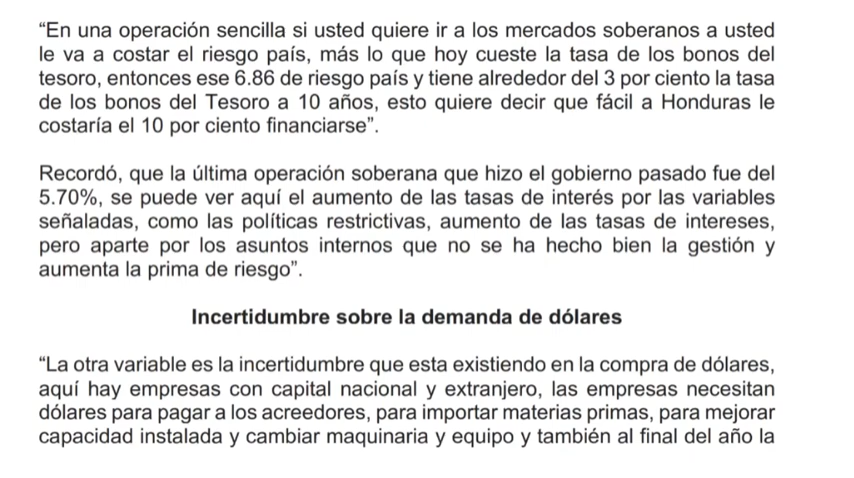 “En una operación sencilla si usted quiere ir a los mercados soberanos a usted
le va a costar el riesgo país, más lo que hoy cueste la tasa de los bonos del
tesoro, entonces ese 6.86 de riesgo país y tiene alrededor del 3 por ciento la tasa
de los bonos del Tesoro a 10 años, esto quiere decir que fácil a Honduras le
costaría el 10 por ciento financiarse”.
Recordó, que la última operación soberana que hizo el gobierno pasado fue del
5.70%, se puede ver aquí el aumento de las tasas de interés por las variables
señaladas, como las políticas restrictivas, aumento de las tasas de intereses,
pero aparte por los asuntos internos que no se ha hecho bien la gestión y
aumenta la prima de riesgo”.
Incertidumbre sobre la demanda de dólares
“La otra variable es la incertidumbre que esta existiendo en la compra de dólares,
aquí hay empresas con capital nacional y extranjero, las empresas necesitan
dólares para pagar a los acreedores, para importar materias primas, para mejorar
capacidad instalada y cambiar maquinaria y equipo y también al final del año la